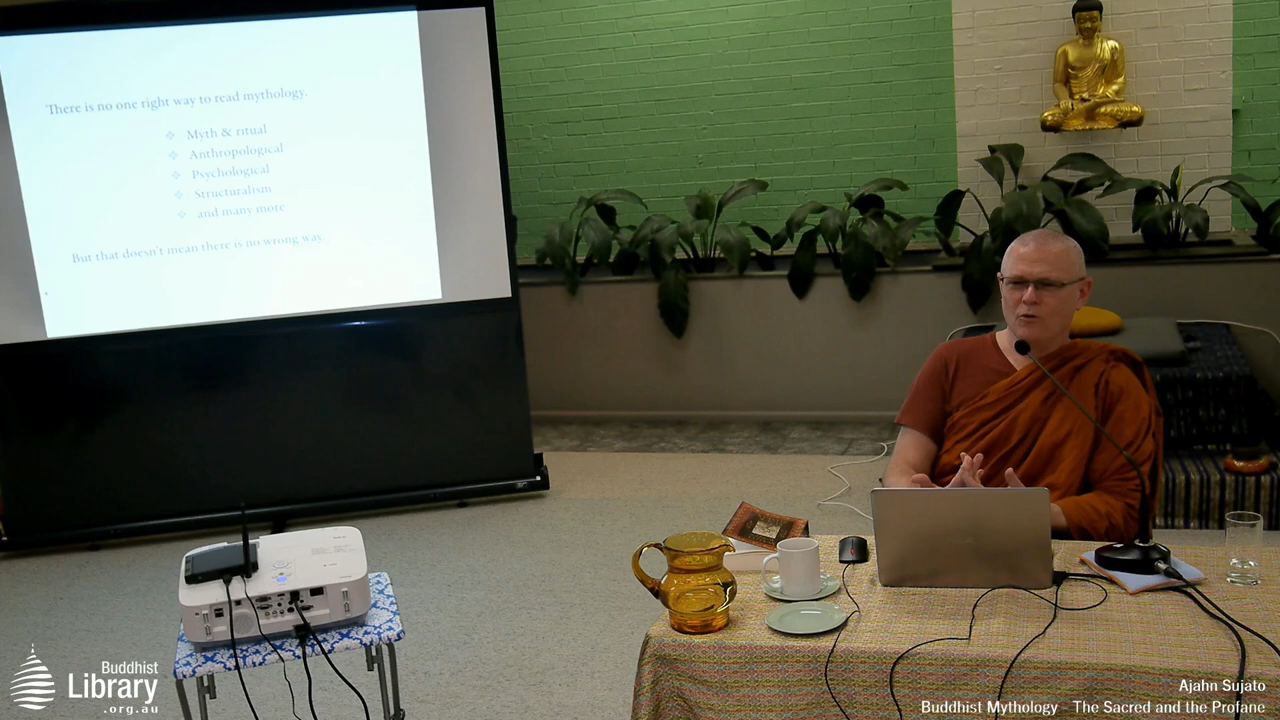 There is no one right way to read mythology.
Myth & ritual
Anthropological
Psychological
Structuralism
and many more
But that doesn't mean there is no wrong way.
Buddhist
Library
.org.au
Ajahn Sujato
Buddhist Mythology The Sacred and the Profane